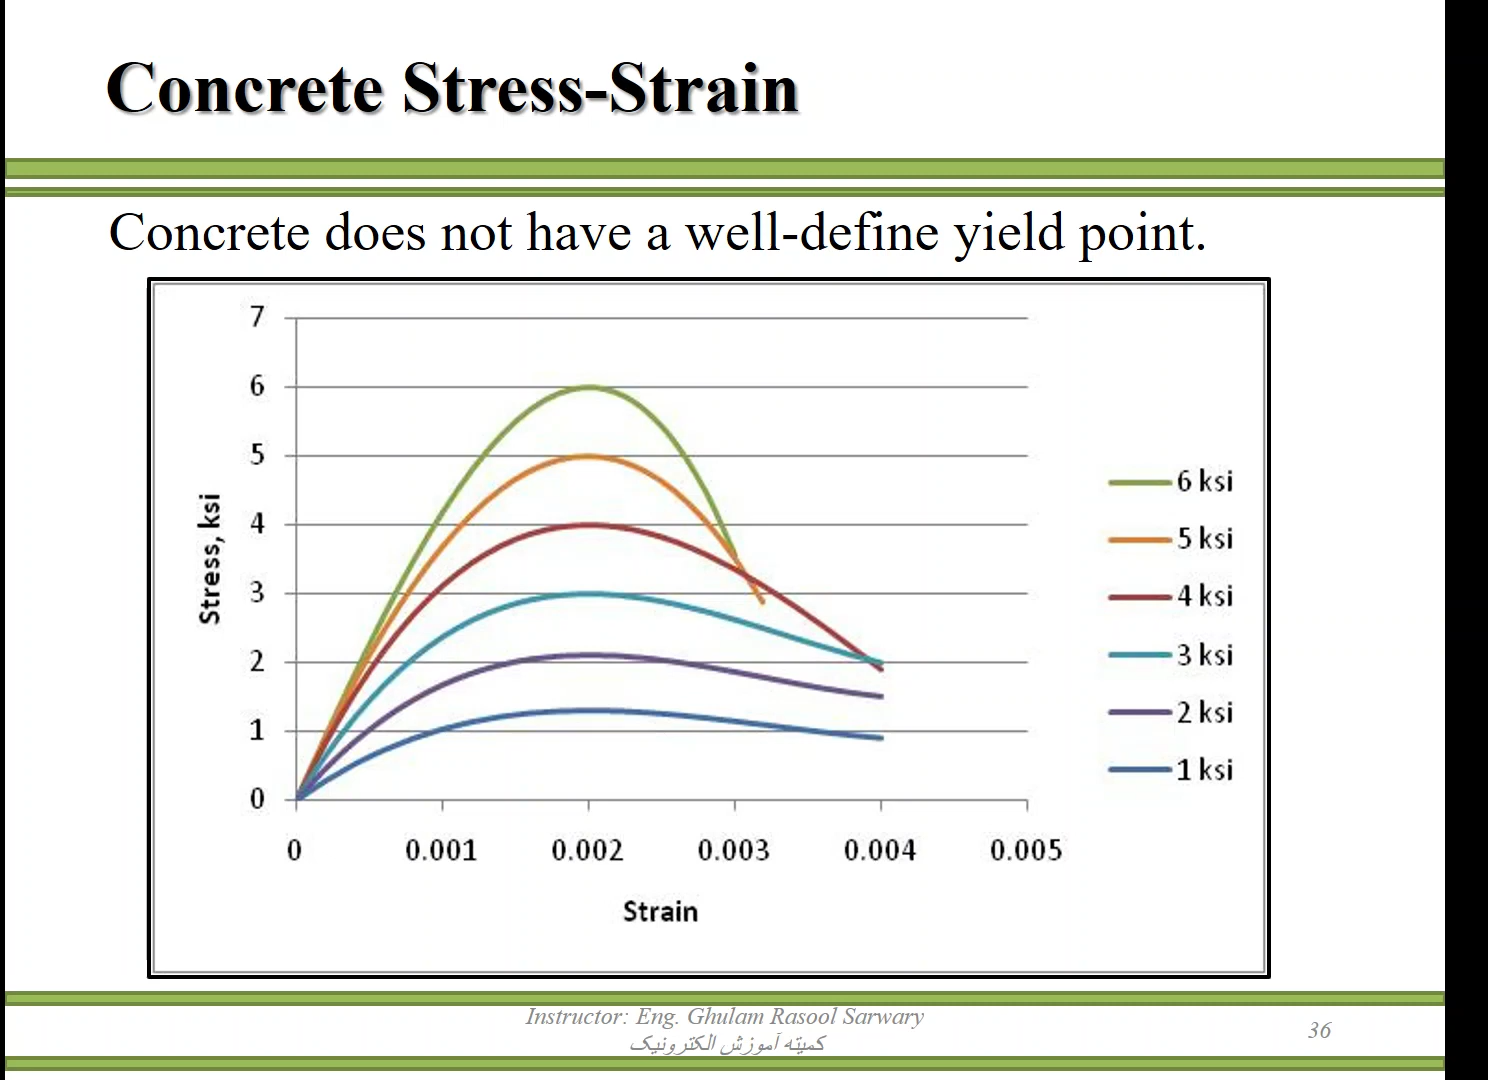 Concrete Stress-Strain
Concrete does not have a well-define yield point.
7
6
5
4
3
2
1
0
Stress, ksi
0 0.001 0.002 0.003 0.004 0.005
Strain
6 ksi
5 ksi
4 ksi
3 ksi
2 ksi
1 ksi
Instructor: Eng. Ghulam Rasool Sarwary
کمیته آموزش الکترونیک
36